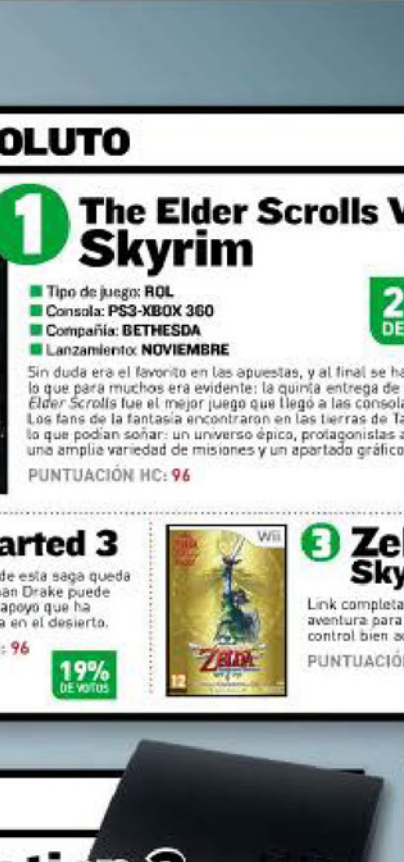 OLUTO
1
The Elder Scrolls V
Skyrim
Tipo de juego: ROL
Consola: PS3-XBOX 360
Compañía: BETHESDA
Lanzamiento: NOVIEMBRE
2
DE
Sin duda era el favorito en las apuestas, y al final se ha
lo que para muchos era evidente: la quinta entrega de
Elder Scrolls fue el mejor juego que llegó a las consola
Los fans de la fantasía encontraron en las tierras de Ta
lo que podían soñar: un universo épico, protagonistas a
una amplia variedad de misiones y un apartado gráfico
PUNTUACIÓN HC: 96
arted 3
de esta saga queda
an Drake puede
apoyo que ha
a en el desierto.
: 96
19%
DE VOTOS
Wii
ZELDA
12
3 Zel
Sky
Link completa
aventura para
control bien a
PUNTUACIÓ